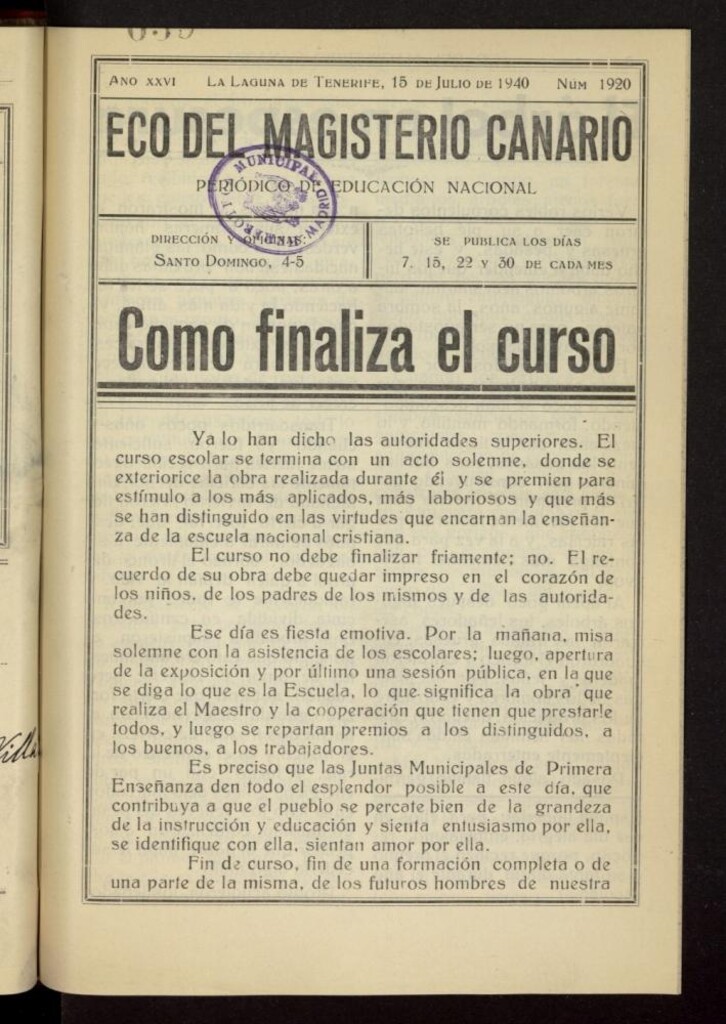 AÑO XXVI LA LAGUNA DE TENERIFE, 15 DE JULIO DE 1940 NÚM 1920
ECO DEL MAGISTERIO CANARIO
PERIÓDICO DE EDUCACIÓN NACIONAL
MUNICIPAL
DIRECCIÓN Y OFICINAS:
SANTO DOMINGO, 4-5
SE PUBLICA LOS DÍAS
7, 15, 22 Y 30 DE CADA MES
Como finaliza el curso
Ya lo han dicho las autoridades superiores. El
curso escolar se termina con un acto solemne, donde se
exteriorice la obra realizada durante él y se premien para
estímulo a los más aplicados, más laboriosos y que más
se han distinguido en las virtudes que encarnan la enseñan-
za de la escuela nacional cristiana.
El curso no debe finalizar friamente; no. El re-
cuerdo de su obra debe quedar impreso en el corazón de
los niños, de los padres de los mismos y de las autorida-
des.
Ese día es fiesta emotiva. Por la mañana, misa
solemne con la asistencia de los escolares; luego, apertura
de la exposición y por último una sesión pública, en la que
se diga lo que es la Escuela, lo que significa la obra que
realiza el Maestro y la cooperación que tienen que prestarle
todos, y luego se repartan premios a los distinguidos, a
los buenos, a los trabajadores.
Es preciso que las Juntas Municipales de Primera
Enseñanza den todo el esplendor posible a este día, que
contribuya a que el pueblo se percate bien de la grandeza
de la instrucción y educación y sienta entusiasmo por ella,
se identifique con ella, sientan amor por ella.
Fin de curso, fin de una formación completa o de
una parte de la misma, de los futuros hombres de nuestra